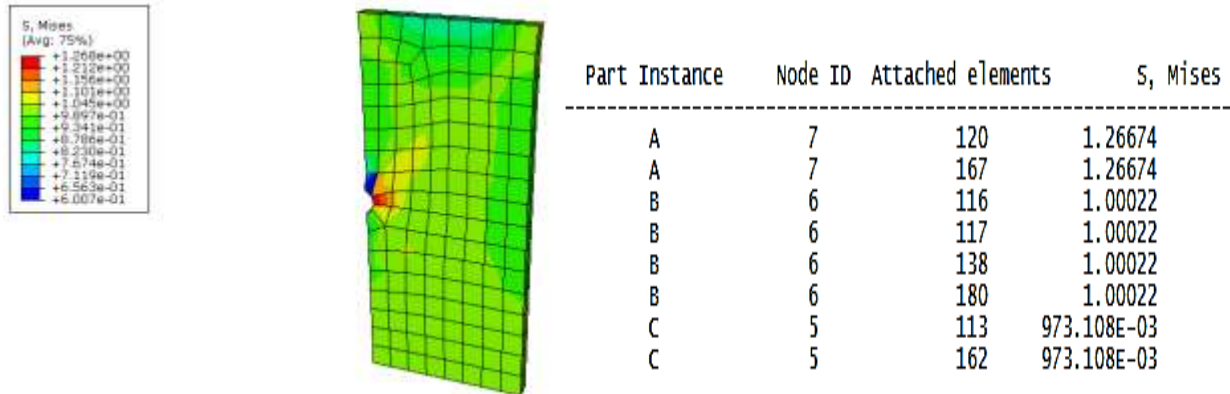 S, Mises
(Avg: 75%)
+1.268e+00
+1.212e+00
+1.156e+00
+1.101e+00
+1.045e+00
+9.897e-01
+9.341e-01
+8.786e-01
+8.230e-01
+7.674e-01
+7.119e-01
+6.563e-01
+6.007e-01
Part Instance Node ID Attached elements S, Mises
--------------------------------------------------------------
A 7 120 1.26674
A 7 167 1.26674
B 6 116 1.00022
B 6 117 1.00022
B 6 138 1.00022
B 6 180 1.00022
C 5 113 973.108E-03
C 5 162 973.108E-03